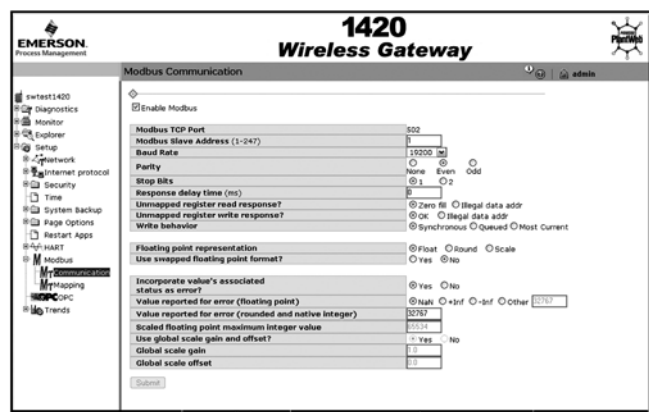 EMERSON.
Process Management
1420
Wireless Gateway
PlantWeb
Modbus Communication
admin
swtest1420
Diagnostics
Monitor
Explorer
Setup
Network
Internet protocol
Security
Time
System Backup
Page Options
Restart Apps
HART
Modbus
Communication
Mapping
OPC
Trends
Enable Modbus
Modbus TCP Port 502
Modbus Slave Address (1-247) 1
Baud Rate 19200
Parity None Even Odd
Stop Bits 1 2
Response delay time (ms) 0
Unmapped register read response? Zero fill Illegal data addr
Unmapped register write response? OK Illegal data addr
Write behavior Synchronous Queued Most Current
Floating point representation Float Round Scale
Use swapped floating point format? Yes No
Incorporate value's associated
status as error? Yes No
Value reported for error (floating point) NaN +Inf -Inf Other 32767
Value reported for error (rounded and native integer) 32767
Scaled floating point maximum integer value 65534
Use global scale gain and offset? Yes No
Global scale gain 1.0
Global scale offset 0.0
Submit